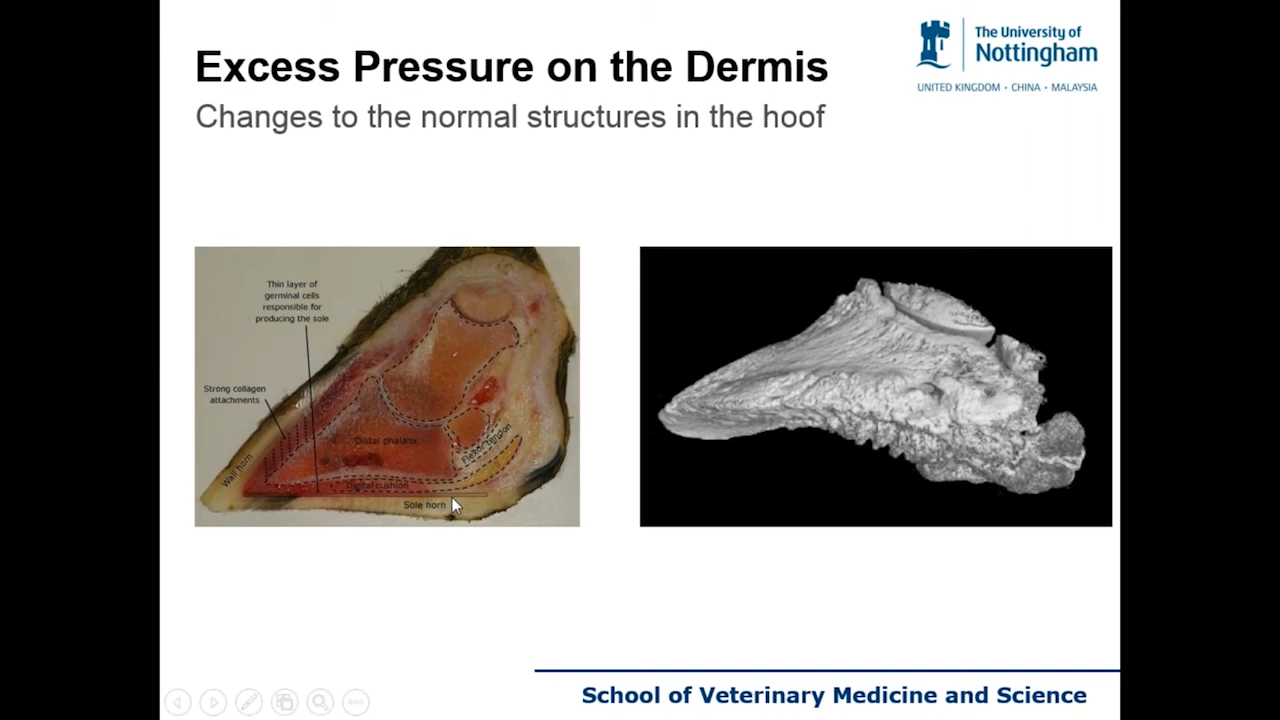 Excess Pressure on the Dermis
Changes to the normal structures in the hoof
The University of
Nottingham
UNITED KINGDOM · CHINA · MALAYSIA
Thin layer of
germinal cells
responsible for
producing the sole
Strong collagen
attachments
Wall horn
Distal phalanx
Flexor tendon
Digital cushion
Sole horn
School of Veterinary Medicine and Science